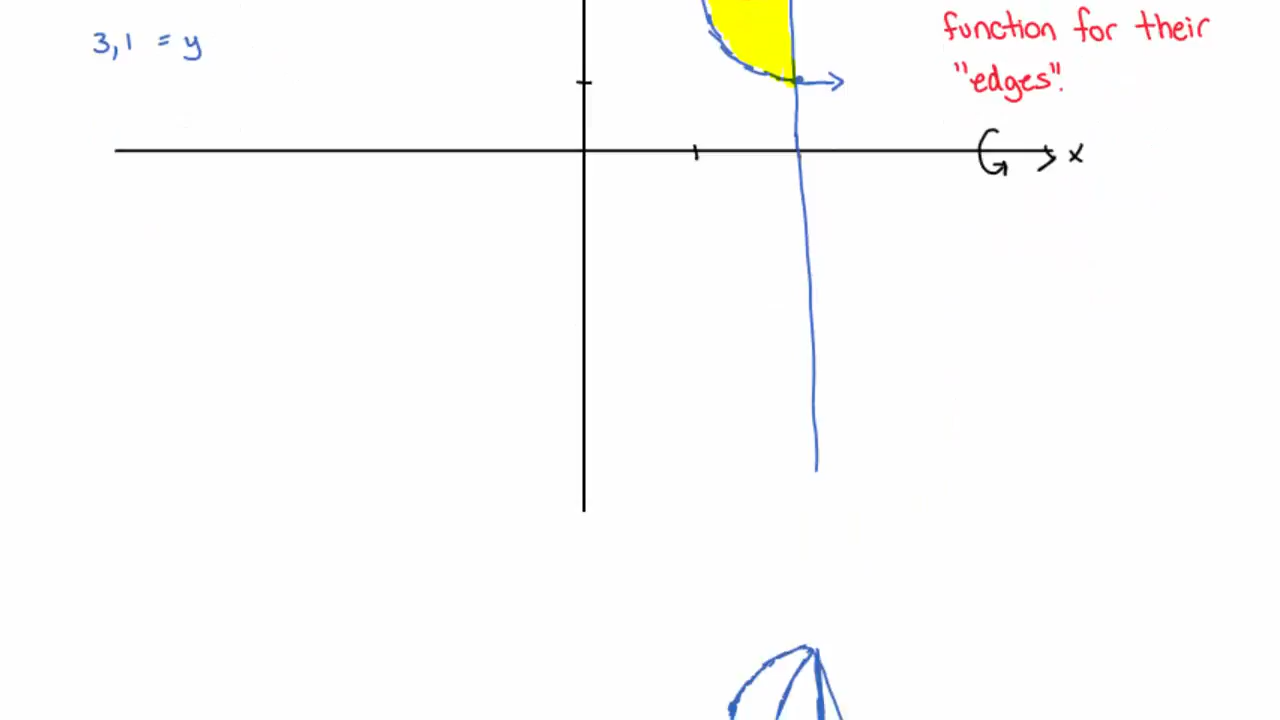 function for their
3,1 = y
"edges".
x